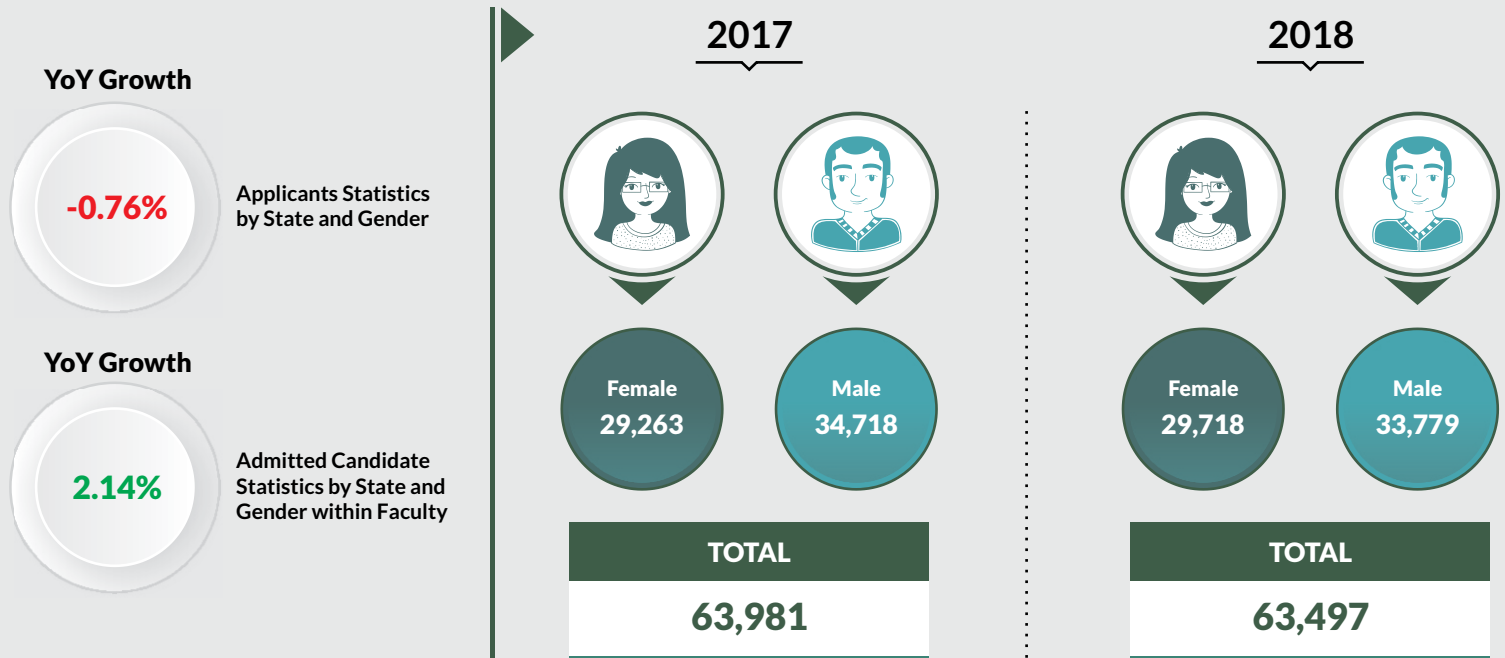 YoY Growth
-0.76%
Applicants Statistics
by State and Gender
YoY Growth
2.14%
Admitted Candidate
Statistics by State and
Gender within Faculty
2017
Female
29,263
Male
34,718
TOTAL
63,981
2018
Female
29,718
Male
33,779
TOTAL
63,497